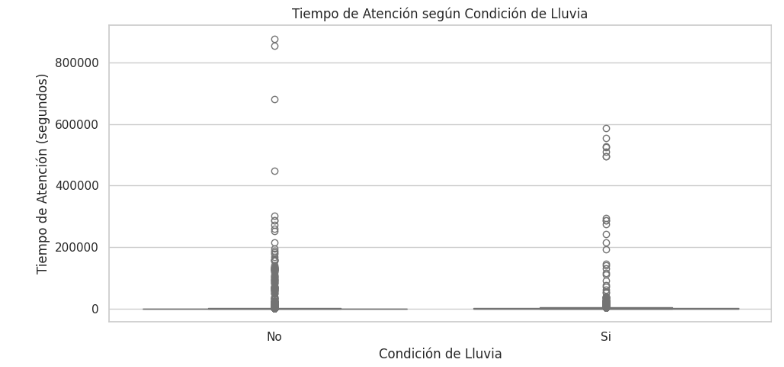 Tiempo de Atención según Condición de Lluvia
Tiempo de Atención (segundos)
800000
600000
400000
200000
0
No
Si
Condición de Lluvia